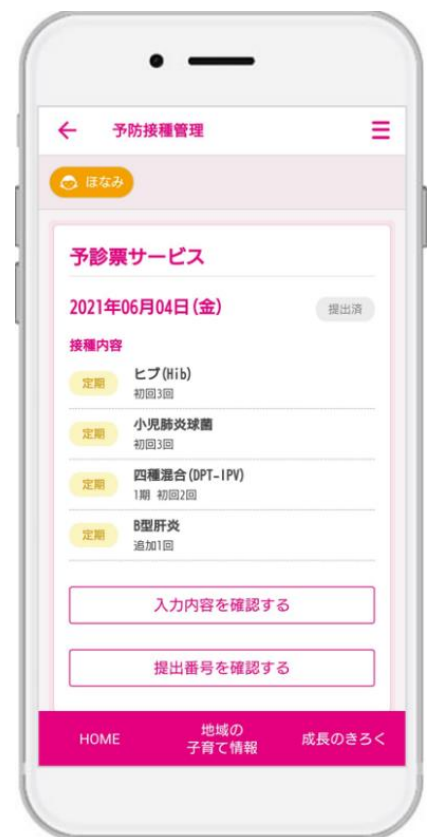 予防接種管理
ほなみ
予診票サービス
2021年06月04日(金)
提出済
接種内容
定期
ヒブ(Hib)
初回3回
定期
小児肺炎球菌
初回3回
定期
四種混合(DPT-IPV)
1期 初回2回
定期
B型肝炎
追加1回
入力内容を確認する
提出番号を確認する
HOME
地域の
子育て情報
成長のきろく